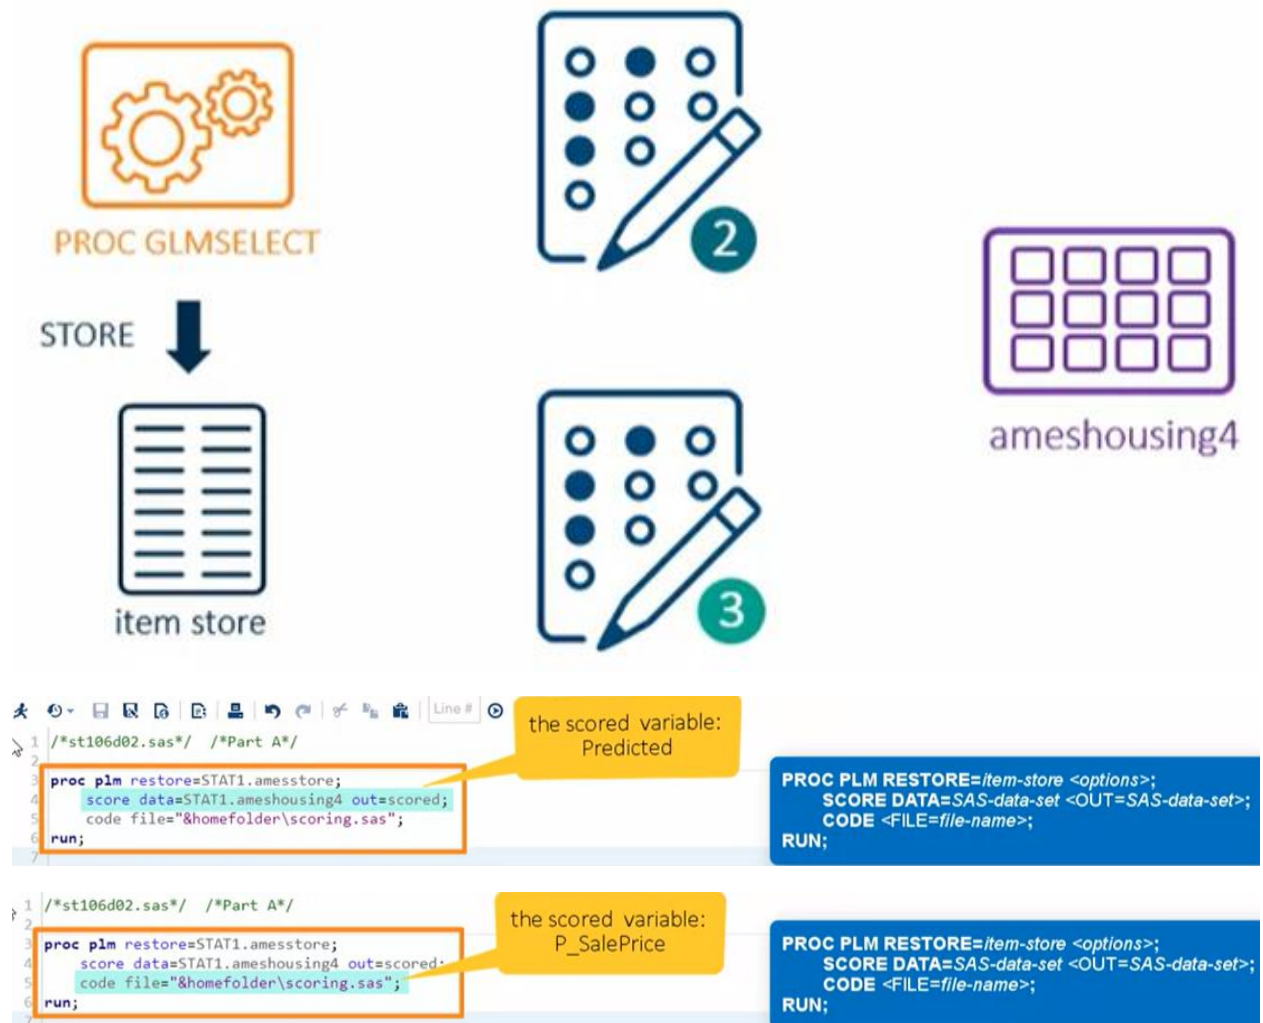 PROC GLMSELECT
STORE
item store
2
3
ameshousing4
Line #
1 /*st106d02.sas*/ /*Part A*/
2
3 proc plm restore=STAT1.amesstore;
4 score data=STAT1.ameshousing4 out=scored;
5 code file="&homefolder\scoring.sas";
6 run;
7
the scored variable:
Predicted
PROC PLM RESTORE=item-store <options>;
SCORE DATA=SAS-data-set <OUT=SAS-data-set>;
CODE <FILE=file-name>;
RUN;
1 /*st106d02.sas*/ /*Part A*/
2
3 proc plm restore=STAT1.amesstore;
4 score data=STAT1.ameshousing4 out=scored;
5 code file="&homefolder\scoring.sas";
6 run;
7
the scored variable:
P_SalePrice
PROC PLM RESTORE=item-store <options>;
SCORE DATA=SAS-data-set <OUT=SAS-data-set>;
CODE <FILE=file-name>;
RUN;